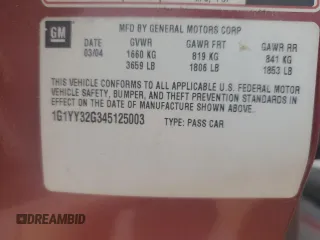 GM
MFD BY GENERAL MOTORS CORP
DATE GVWR GAWR FRT GAWR RR
03/04 1660 KG 819 KG 841 KG
3659 LB 1806 LB 1853 LB
THIS VEHICLE CONFORMS TO ALL APPLICABLE U.S. FEDERAL MOTOR
VEHICLE SAFETY, BUMPER, AND THEFT PREVENTION STANDARDS IN
EFFECT ON THE DATE OF MANUFACTURE SHOWN ABOVE.
1G1YY32G345125003 TYPE: PASS CAR
DREAMBID